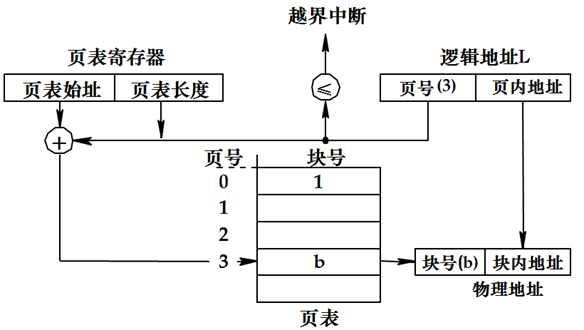 越界中断
页表寄存器
逻辑地址L
页表始址 页表长度
≤
页号(3) 页内地址
+
页号 块号
0 1
1
2
3 b
块号(b) 块内地址
物理地址
页表